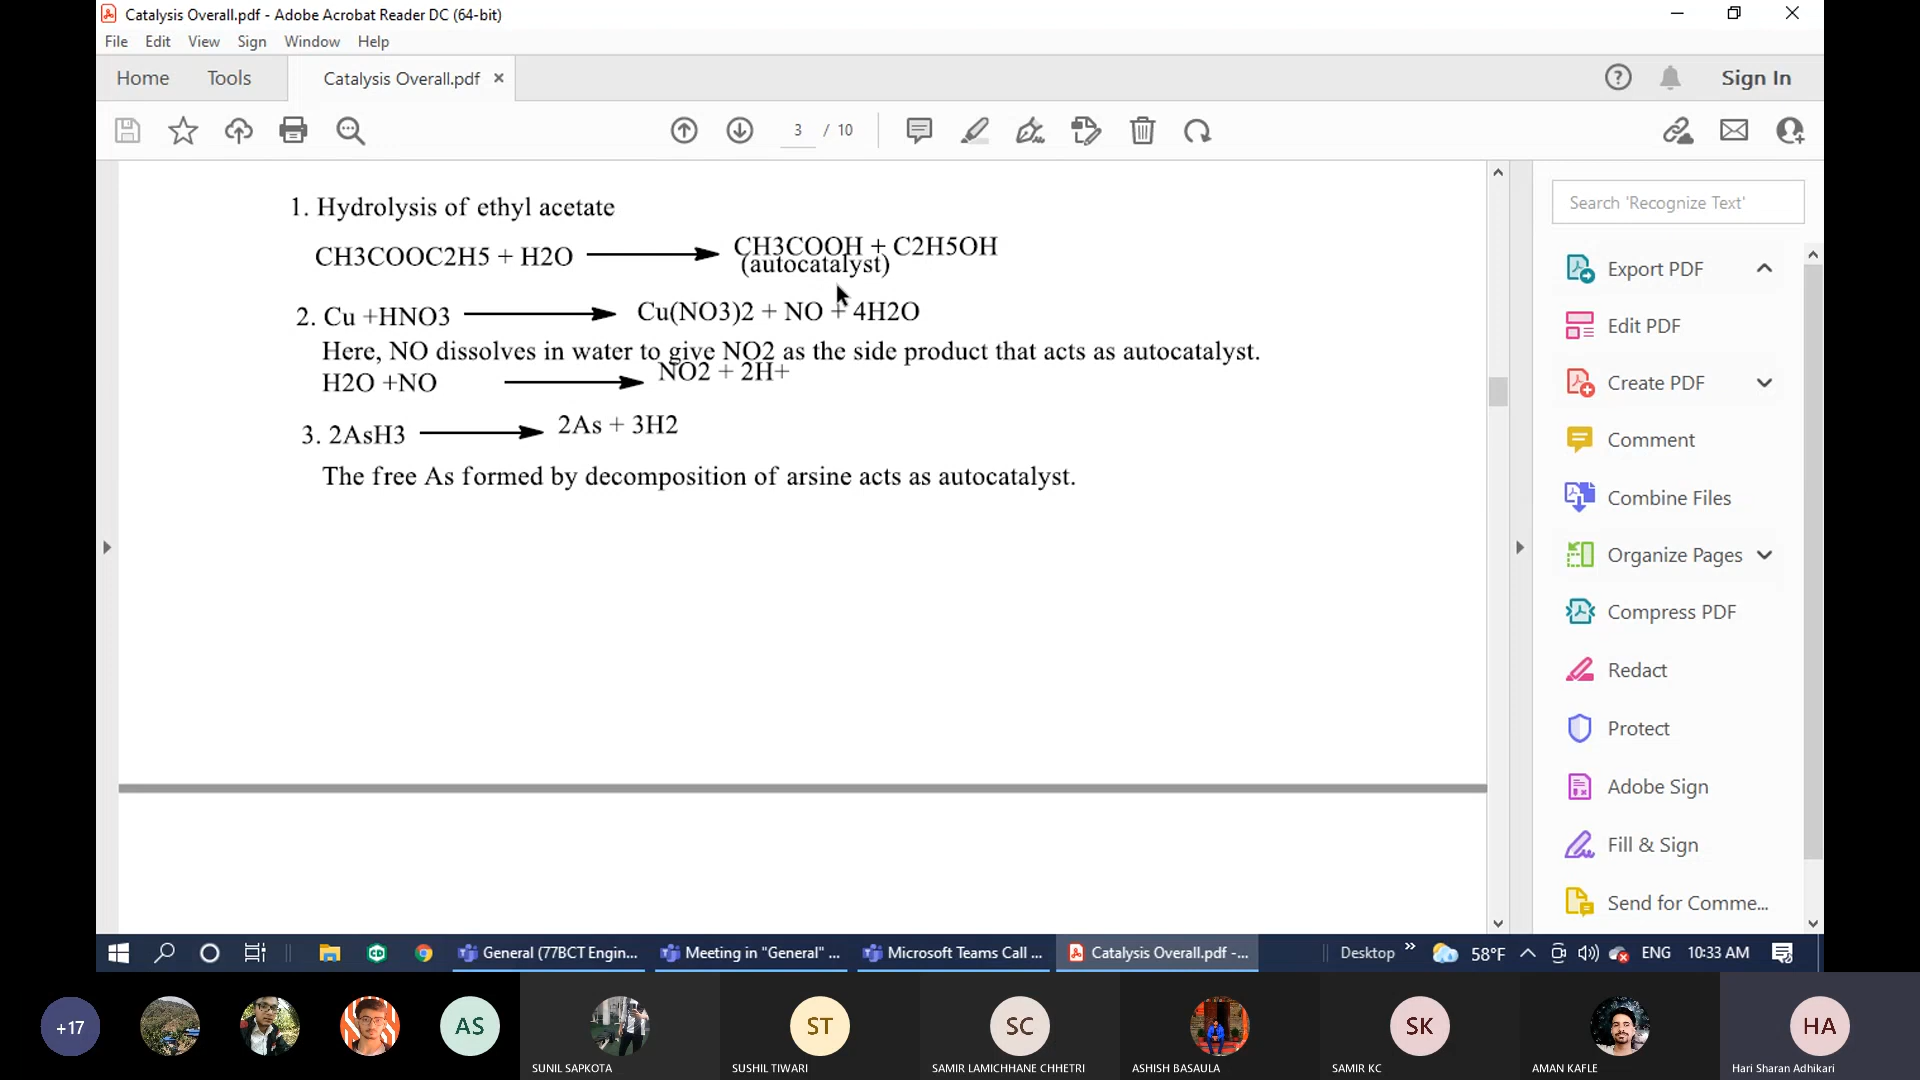 Catalysis Overall.pdf - Adobe Acrobat Reader DC (64-bit)
File Edit View Sign Window Help
Home Tools Catalysis Overall.pdf × Sign In
3 / 10
Search 'Recognize Text'
1. Hydrolysis of ethyl acetate
CH3COOC2H5 + H2O CH3COOH + C2H5OH
(autocatalyst)
2. Cu +HNO3 Cu(NO3)2 + NO + 4H2O
Here, NO dissolves in water to give NO2 as the side product that acts as autocatalyst.
H2O +NO NO2 + 2H+
3. 2AsH3 2As + 3H2
The free As formed by decomposition of arsine acts as autocatalyst.
Export PDF
Edit PDF
Create PDF
Comment
Combine Files
Organize Pages
Compress PDF
Redact
Protect
Adobe Sign
Fill & Sign
Send for Comme...
General (77BCT Engin... Meeting in "General" ... Microsoft Teams Call ... Catalysis Overall.pdf -... Desktop » 58°F ENG 10:33 AM
+17 AS ST SC SK HA
SUNIL SAPKOTA SUSHIL TIWARI SAMIR LAMICHHANE CHHETRI ASHISH BASAULA SAMIR KC AMAN KAFLE Hari Sharan Adhikari